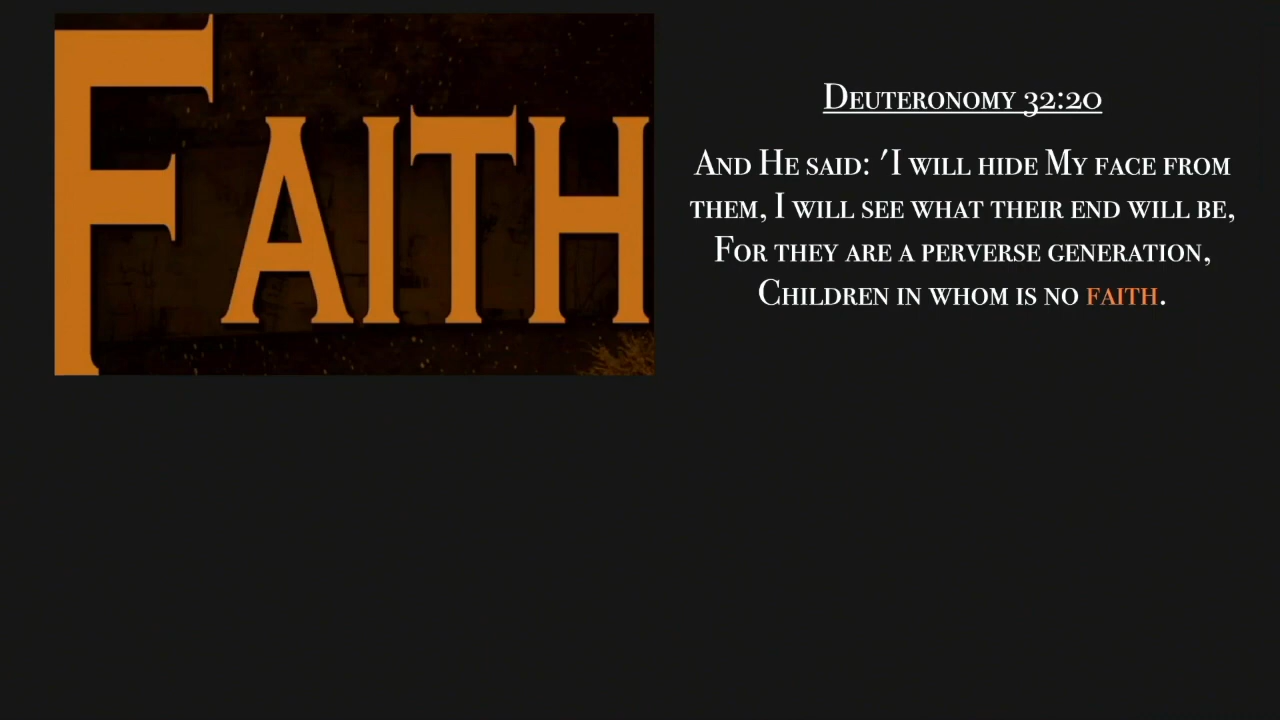 Faith
Deuteronomy 32:20
And He said: 'I will hide My face from
them, I will see what their end will be,
For they are a perverse generation,
Children in whom is no faith.